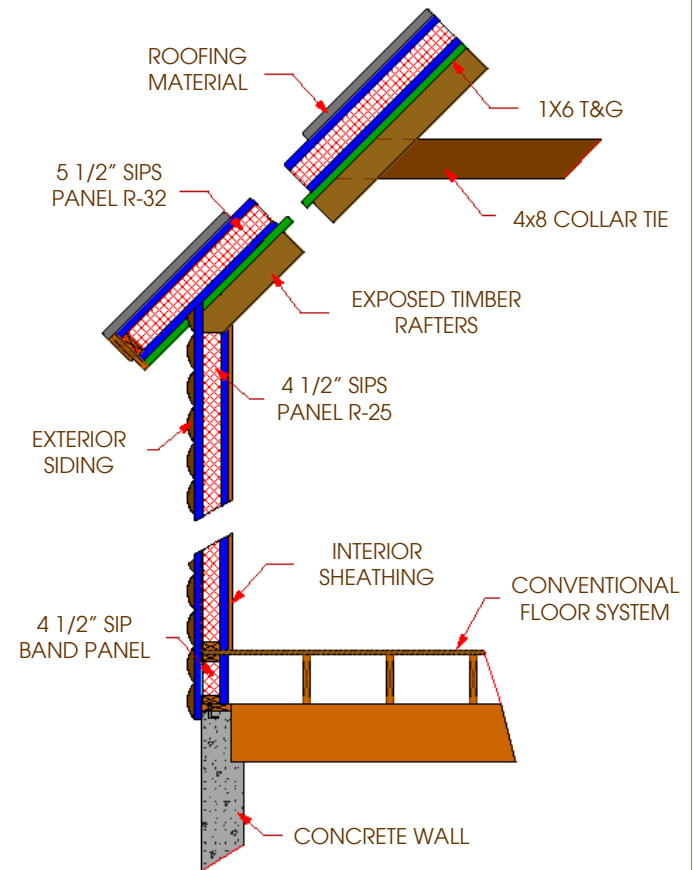 ROOFING
MATERIAL
1X6 T&G
5 1/2” SIPS
PANEL R-32
4x8 COLLAR TIE
EXPOSED TIMBER
RAFTERS
4 1/2” SIPS
PANEL R-25
EXTERIOR
SIDING
INTERIOR
SHEATHING
CONVENTIONAL
FLOOR SYSTEM
4 1/2” SIP
BAND PANEL
CONCRETE WALL